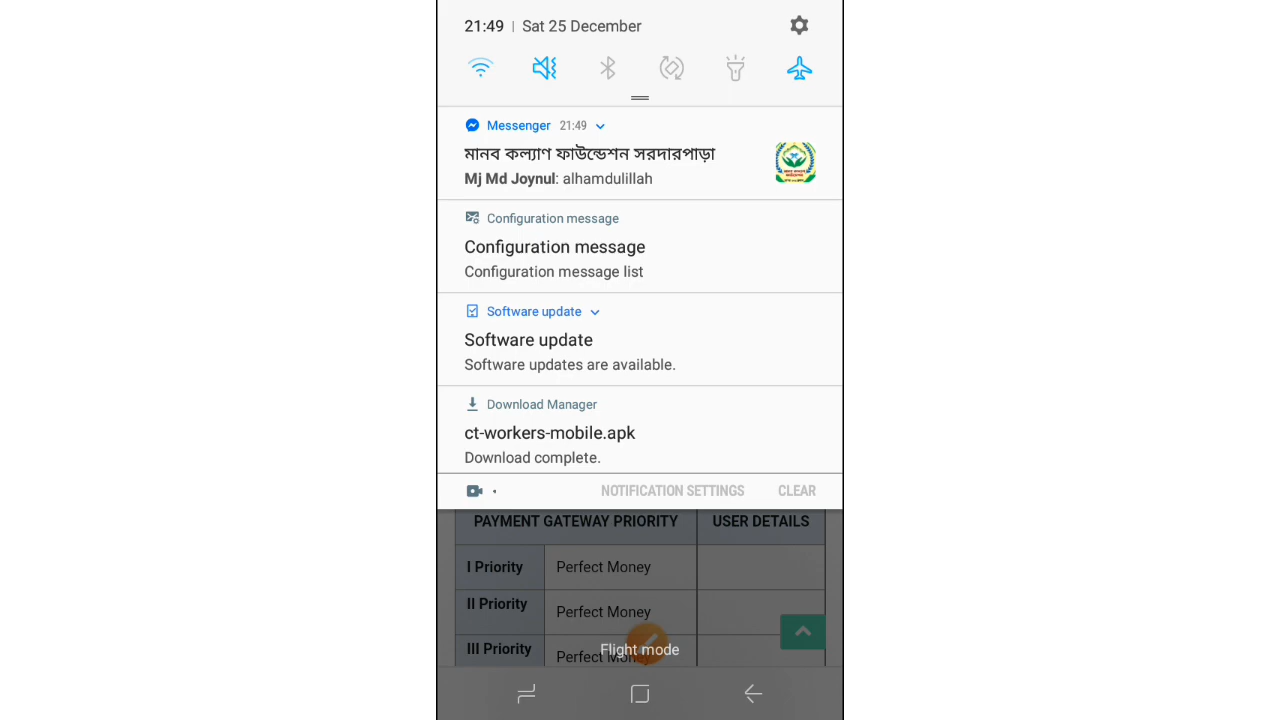 21:49 | Sat 25 December
Messenger 21:49
মানব কল্যাণ ফাউন্ডেশন সরদারপাড়া
Mj Md Joynul: alhamdulillah
Configuration message
Configuration message
Configuration message list
Software update
Software update
Software updates are available.
Download Manager
ct-workers-mobile.apk
Download complete.
NOTIFICATION SETTINGS CLEAR
PAYMENT GATEWAY PRIORITY USER DETAILS
I Priority Perfect Money
II Priority Perfect Money
III Priority Perfect Money
Flight mode